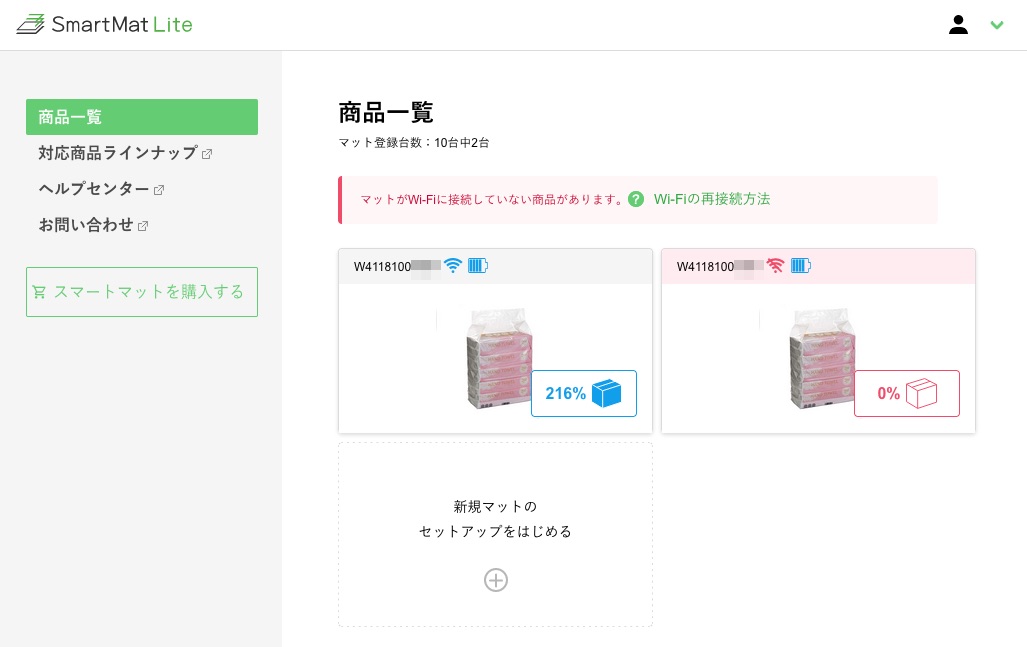 SmartMat Lite
商品一覧
対応商品ラインナップ
ヘルプセンター
お問い合わせ
スマートマットを購入する
商品一覧
マット登録台数：10台中2台
マットがWi-Fiに接続していない商品があります。 ? Wi-Fiの再接続方法
W4118100
216%
W4118100
0%
新規マットの
セットアップをはじめる